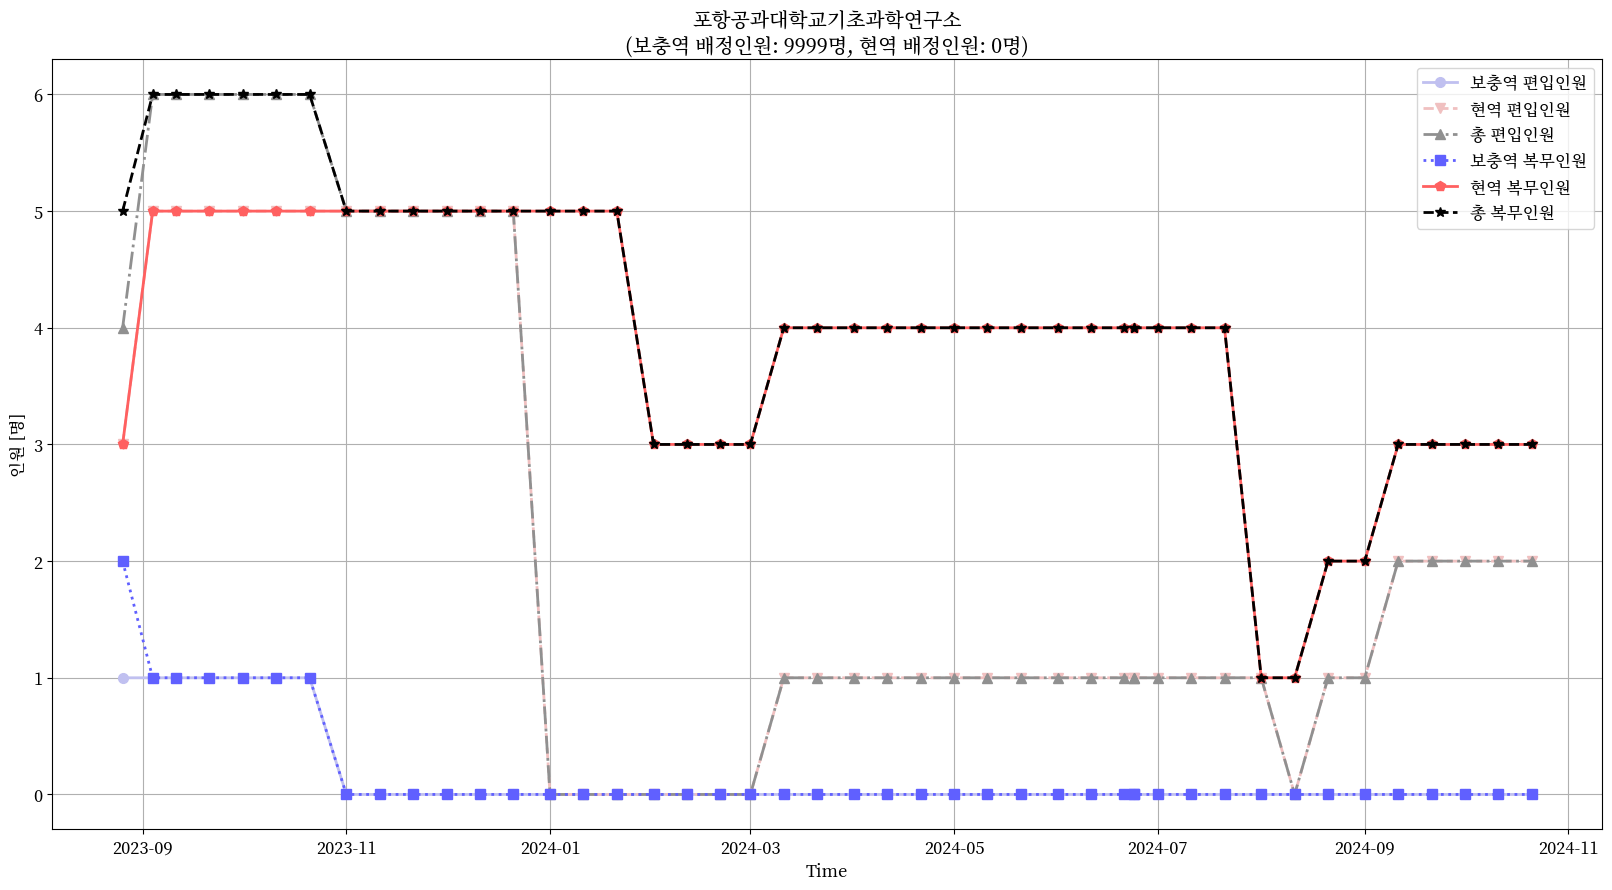 포항공과대학교기초과학연구소
(보충역 배정인원: 9999명, 현역 배정인원: 0명)
보충역 편입인원
현역 편입인원
총 편입인원
보충역 복무인원
현역 복무인원
총 복무인원
인원 [명]
6
5
4
3
2
1
0
2023-09
2023-11
2024-01
2024-03
2024-05
2024-07
2024-09
2024-11
Time